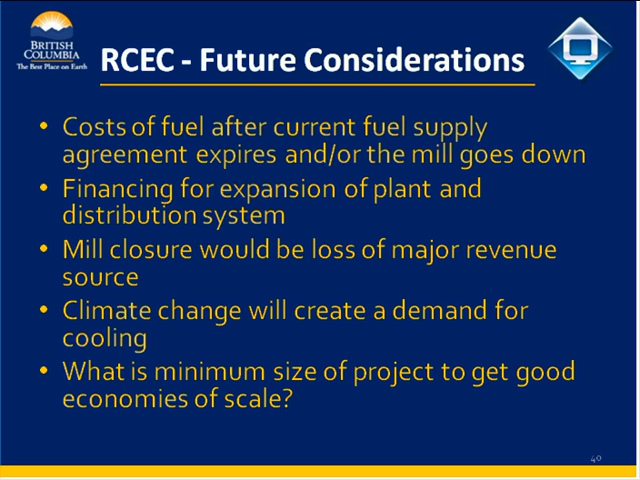 BRITISH
COLUMBIA
The Best Place on Earth
RCEC - Future Considerations
• Costs of fuel after current fuel supply
agreement expires and/or the mill goes down
• Financing for expansion of plant and
distribution system
• Mill closure would be loss of major revenue
source
• Climate change will create a demand for
cooling
• What is minimum size of project to get good
economies of scale?
40